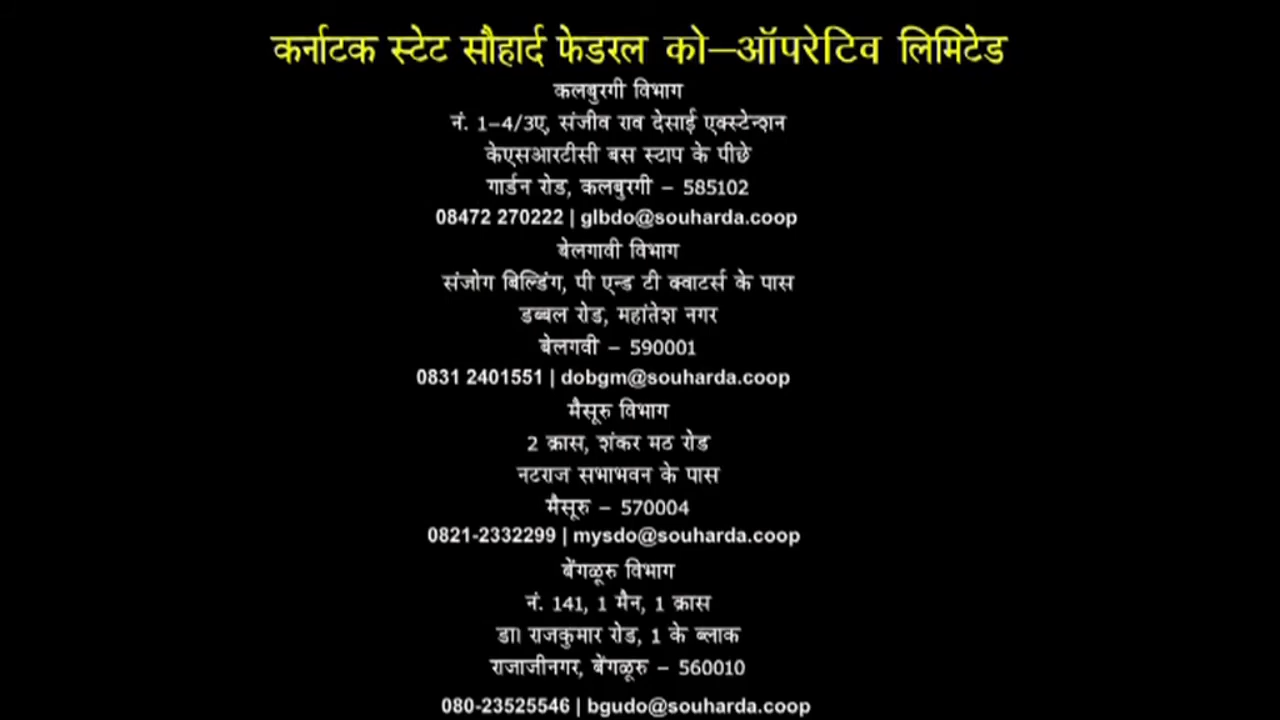 कर्नाटक स्टेट सौहार्द फेडरल को–ऑपरेटिव लिमिटेड
कलबुरगी विभाग
नं. 1–4/3ए, संजीव राव देसाई एक्स्टेन्शन
केएसआरटीसी बस स्टाप के पीछे
गार्डन रोड, कलबुरगी – 585102
08472 270222 | glbdo@souharda.coop
बेलगावी विभाग
संजोग बिल्डिंग, पी एन्ड टी क्वाटर्स के पास
डब्बल रोड, महांतेश नगर
बेलगवी – 590001
0831 2401551 | dobgm@souharda.coop
मैसूरु विभाग
2 क्रास, शंकर मठ रोड
नटराज सभाभवन के पास
मैसूरु – 570004
0821-2332299 | mysdo@souharda.coop
बेंगळूरु विभाग
नं. 141, 1 मैन, 1 क्रास
डा। राजकुमार रोड, 1 के ब्लाक
राजाजीनगर, बेंगळूरु – 560010
080-23525546 | bgudo@souharda.coop